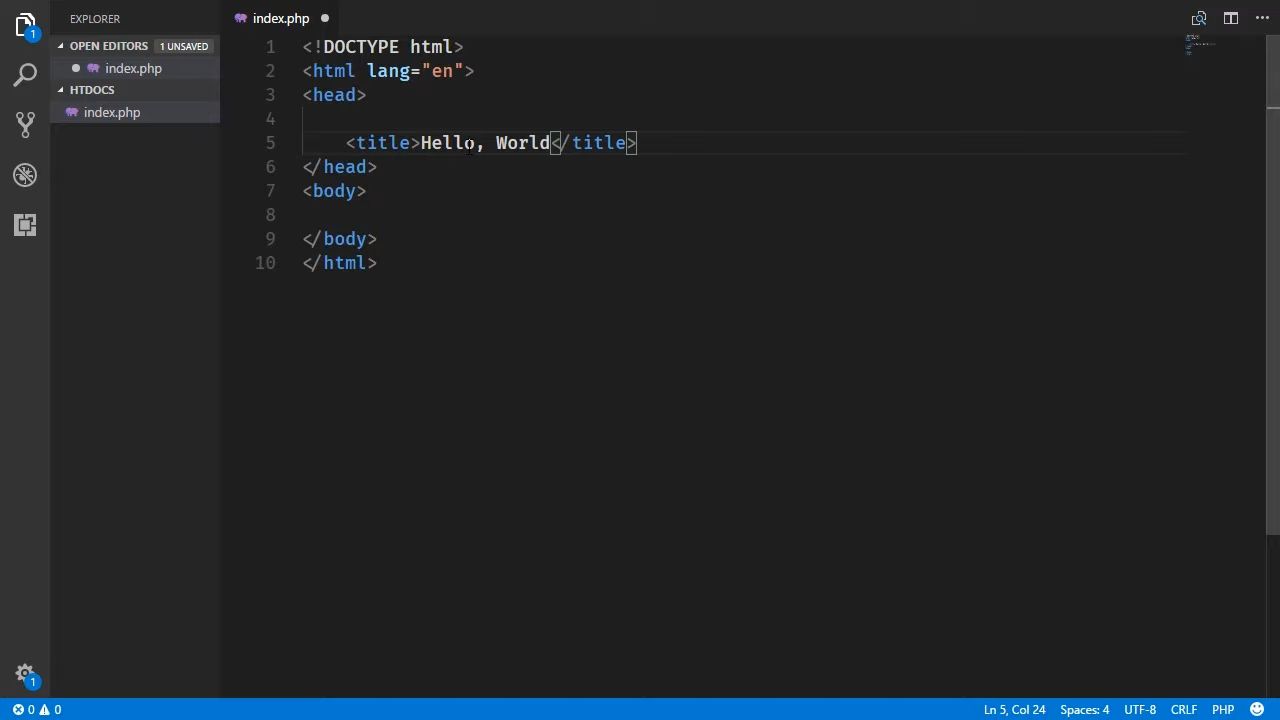 EXPLORER
OPEN EDITORS 1 UNSAVED
index.php
HTDOCS
index.php
1
1
index.php
1 <!DOCTYPE html>
2 <html lang="en">
3 <head>
4
5 <title>Hello, World</title>
6 </head>
7 <body>
8
9 </body>
10 </html>
0 0
Ln 5, Col 24 Spaces: 4 UTF-8 CRLF PHP